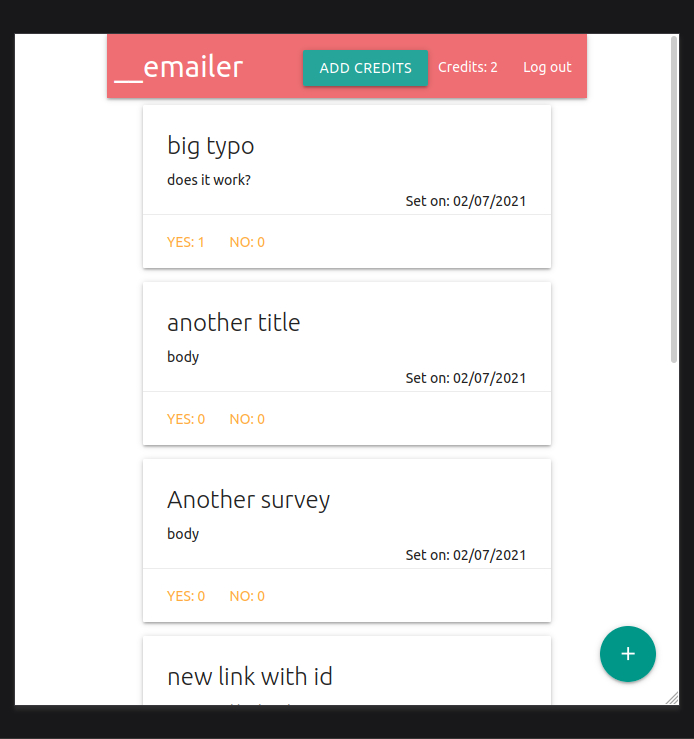 __emailer
ADD CREDITS
Credits: 2
Log out
big typo
does it work?
Set on: 02/07/2021
YES: 1 NO: 0
another title
body
Set on: 02/07/2021
YES: 0 NO: 0
Another survey
body
Set on: 02/07/2021
YES: 0 NO: 0
new link with id
+